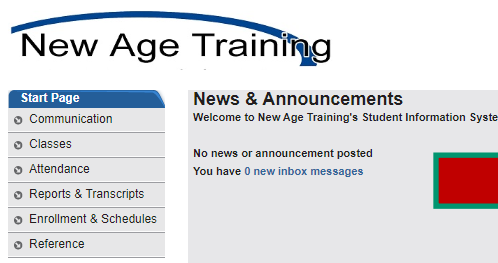 New Age Training
Start Page
Communication
Classes
Attendance
Reports & Transcripts
Enrollment & Schedules
Reference
News & Announcements
Welcome to New Age Training's Student Information
No news or announcement posted
You have 0 new inbox messages